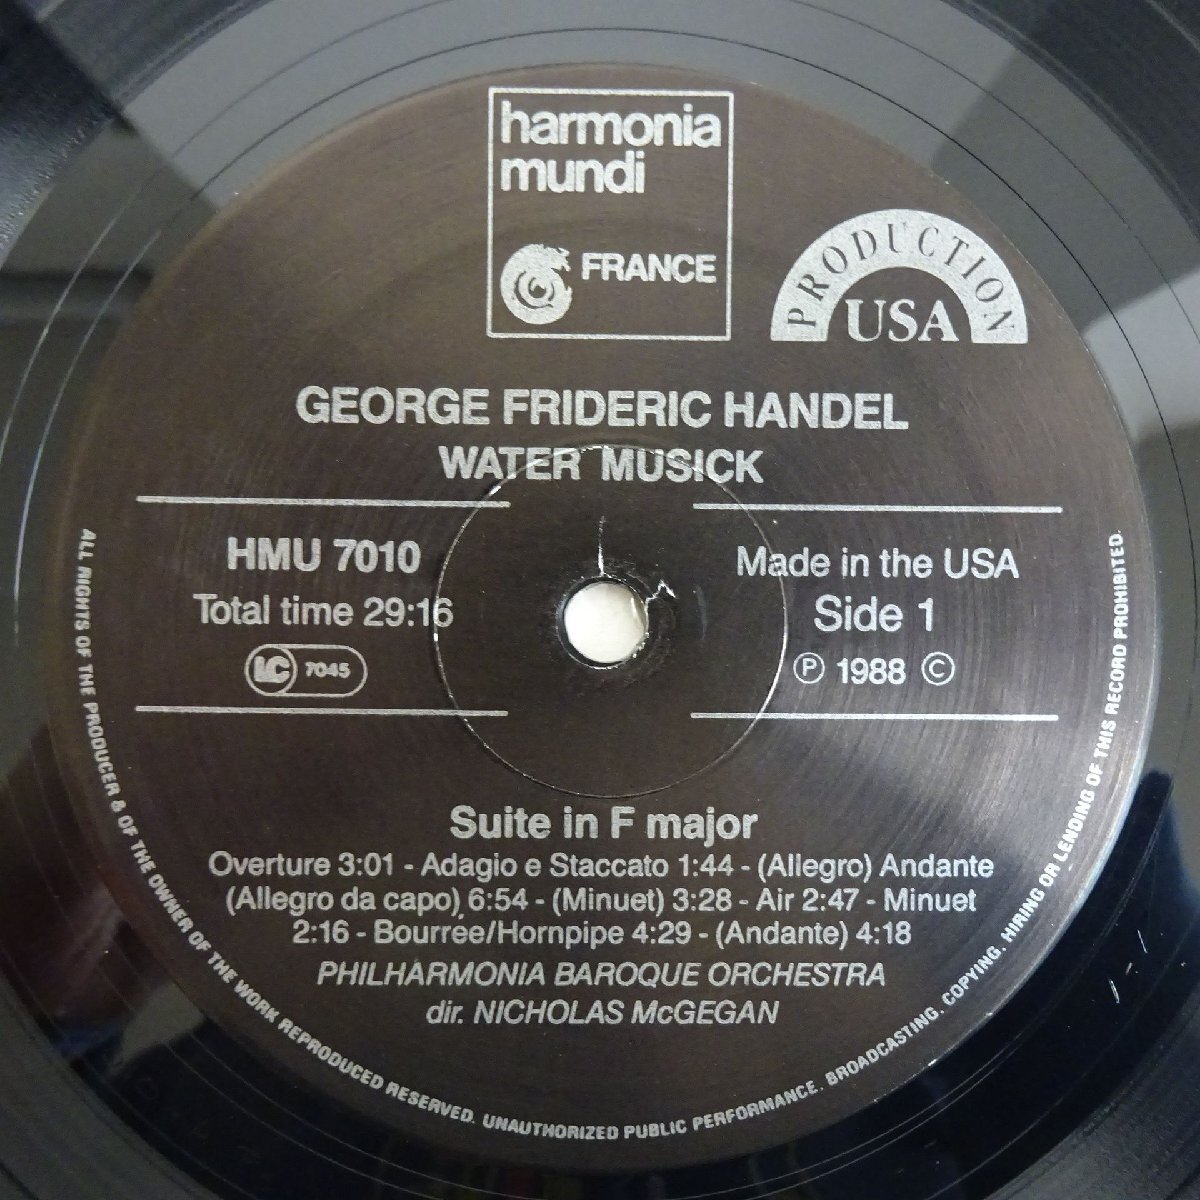 harmonia
mundi
FRANCE
PRODUCTION
USA
GEORGE FRIDERIC HANDEL
WATER MUSICK
HMU 7010
Total time 29:16
LC 7045
Made in the USA
Side 1
Ⓟ 1988 ©
Suite in F major
Overture 3:01 - Adagio e Staccato 1:44 - (Allegro) Andante
(Allegro da capo) 6:54 - (Minuet) 3:28 - Air 2:47 - Minuet
2:16 - Bourrée/Hornpipe 4:29 - (Andante) 4:18
PHILHARMONIA BAROQUE ORCHESTRA
dir. NICHOLAS McGEGAN
ALL RIGHTS OF THE PRODUCER & OF THE OWNER OF THE WORK REPRODUCED RESERVED. UNAUTHORIZED PUBLIC PERFORMANCE. BROADCASTING. COPYING. HIRING OR LENDING OF THIS RECORD PROHIBITED.